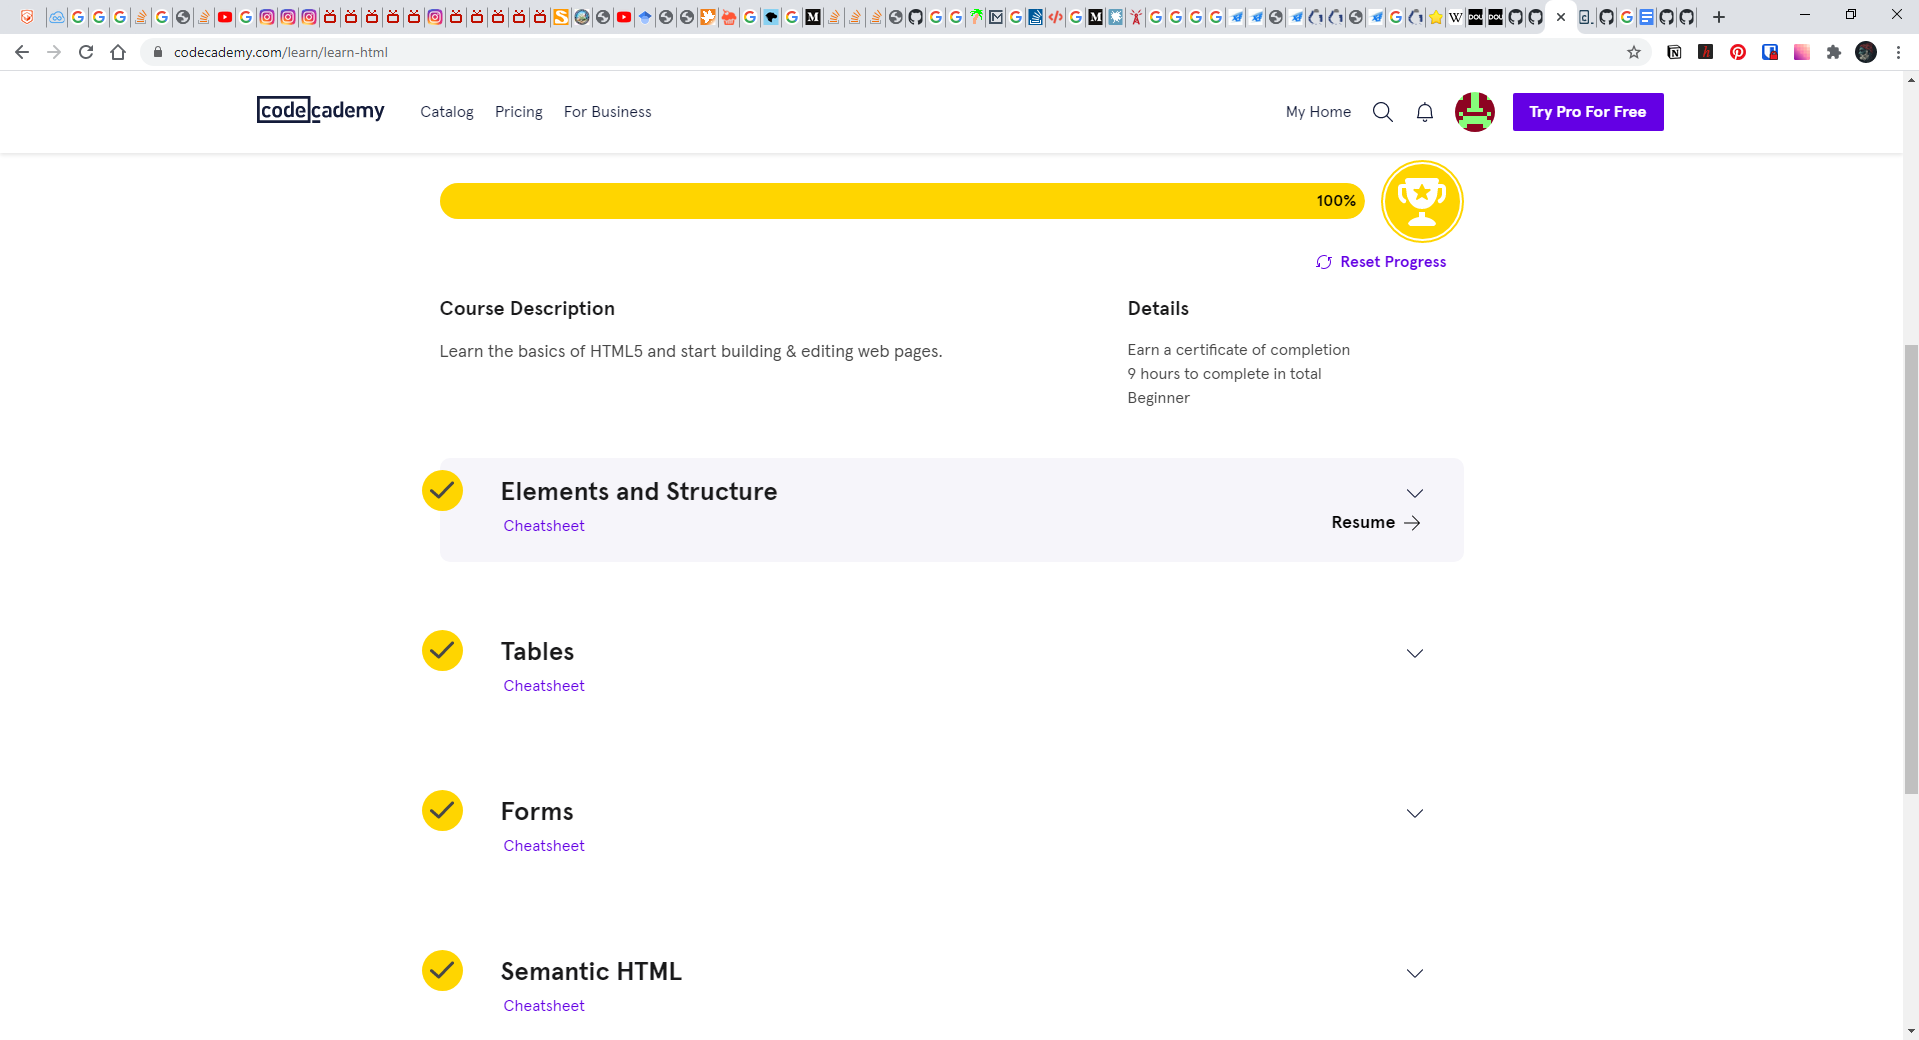 codecademy.com/learn/learn-html
codecademy Catalog Pricing For Business My Home Try Pro For Free
100%
Reset Progress
Course Description
Learn the basics of HTML5 and start building & editing web pages.
Details
Earn a certificate of completion
9 hours to complete in total
Beginner
Elements and Structure
Cheatsheet
Resume
Tables
Cheatsheet
Forms
Cheatsheet
Semantic HTML
Cheatsheet